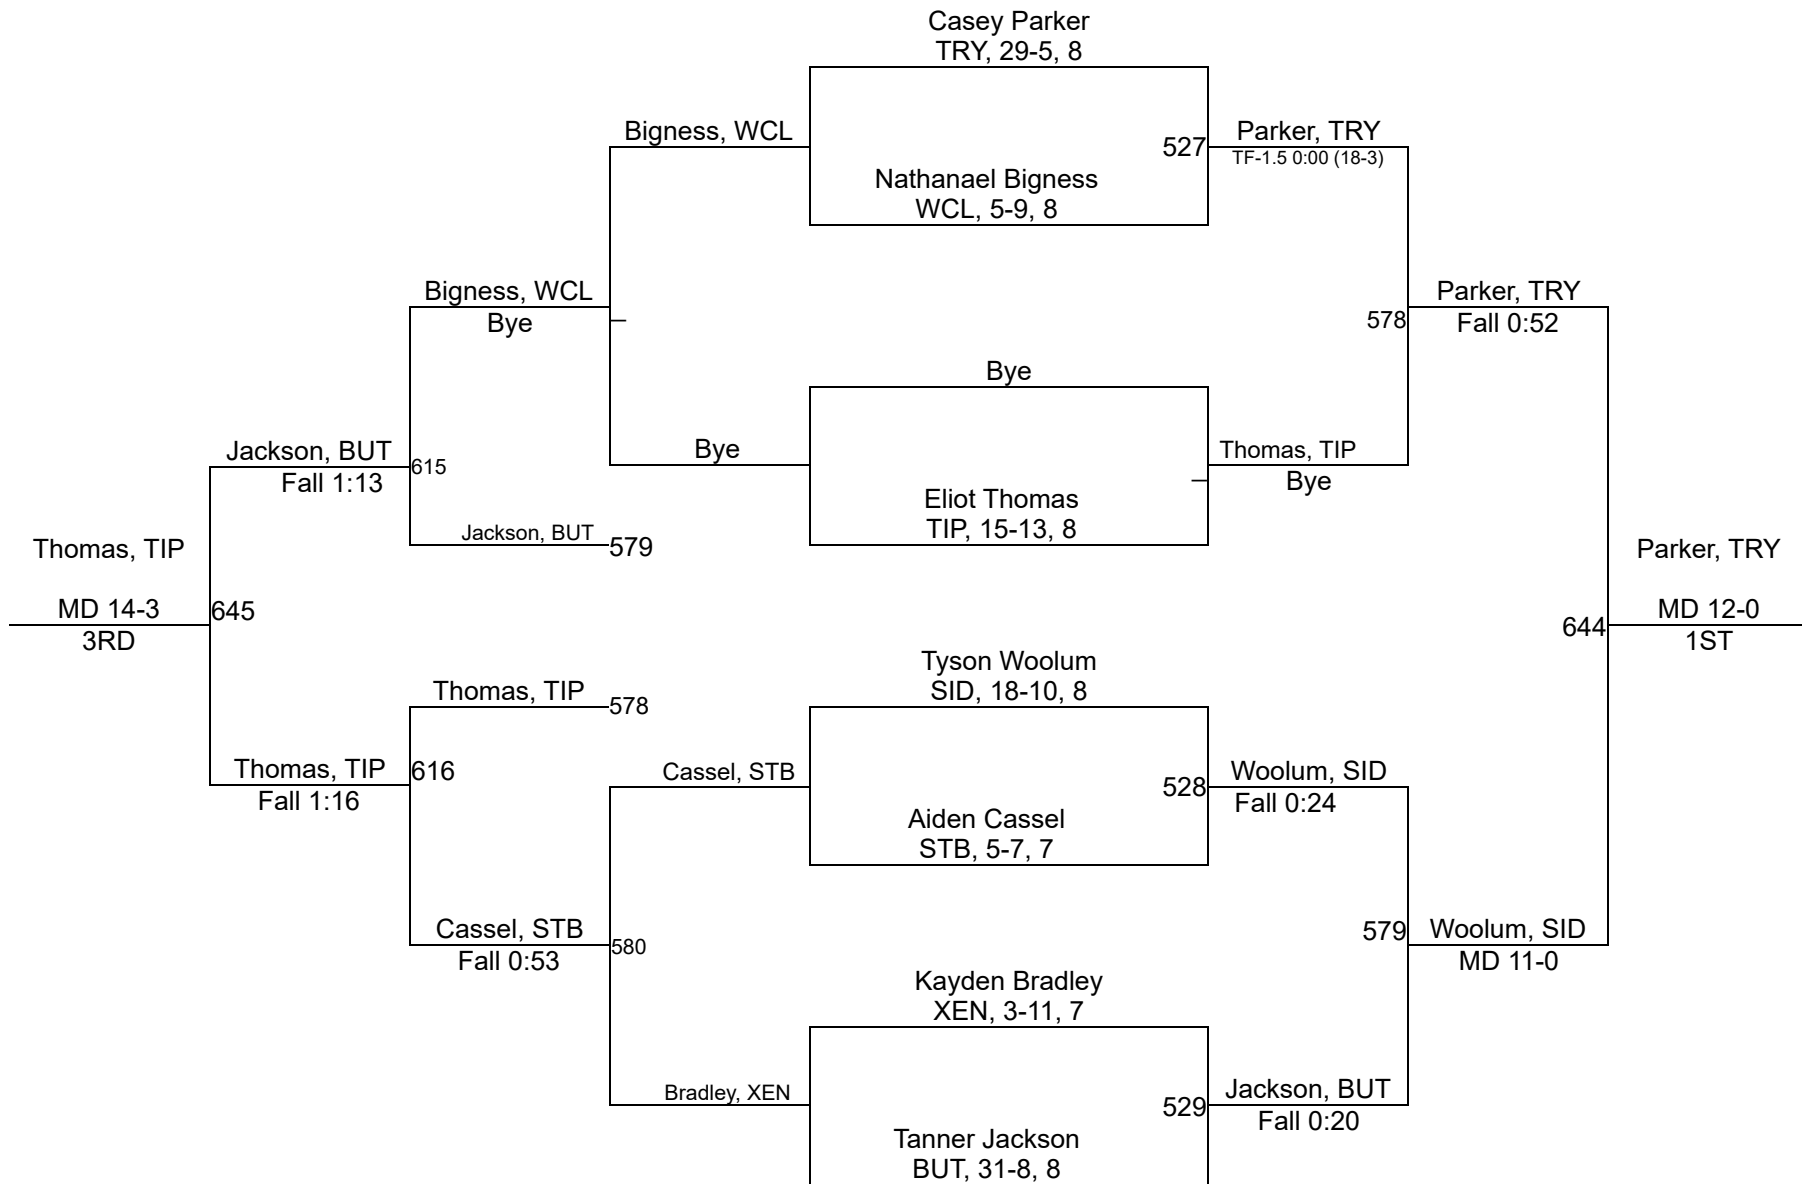 Casey Parker
TRY, 29-5, 8
Bigness, WCL
527
Parker, TRY
TF-1.5 0:00 (18-3)
Nathanael Bigness
WCL, 5-9, 8
Bigness, WCL
Bye
578
Parker, TRY
Fall 0:52
Bye
Bye
Thomas, TIP
Bye
Jackson, BUT
Fall 1:13
615
Eliot Thomas
TIP, 15-13, 8
Jackson, BUT
579
Thomas, TIP
MD 14-3
3RD
645
644
Parker, TRY
MD 12-0
1ST
Tyson Woolum
SID, 18-10, 8
Thomas, TIP
578
Thomas, TIP
Fall 1:16
616
Cassel, STB
528
Woolum, SID
Fall 0:24
Aiden Cassel
STB, 5-7, 7
Cassel, STB
Fall 0:53
580
579
Woolum, SID
MD 11-0
Kayden Bradley
XEN, 3-11, 7
Bradley, XEN
529
Jackson, BUT
Fall 0:20
Tanner Jackson
BUT, 31-8, 8